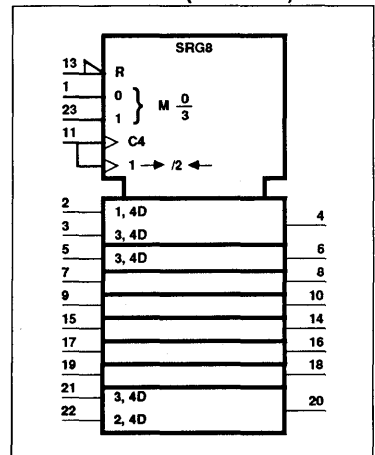 SRG8
13 R
1 0
23 1
M 0/3
11 C4
1 → /2 ←
2 1, 4D
3 3, 4D
4
5 3, 4D 6
7 8
9 10
15 14
17 16
19 18
21 3, 4D
22 2, 4D
20